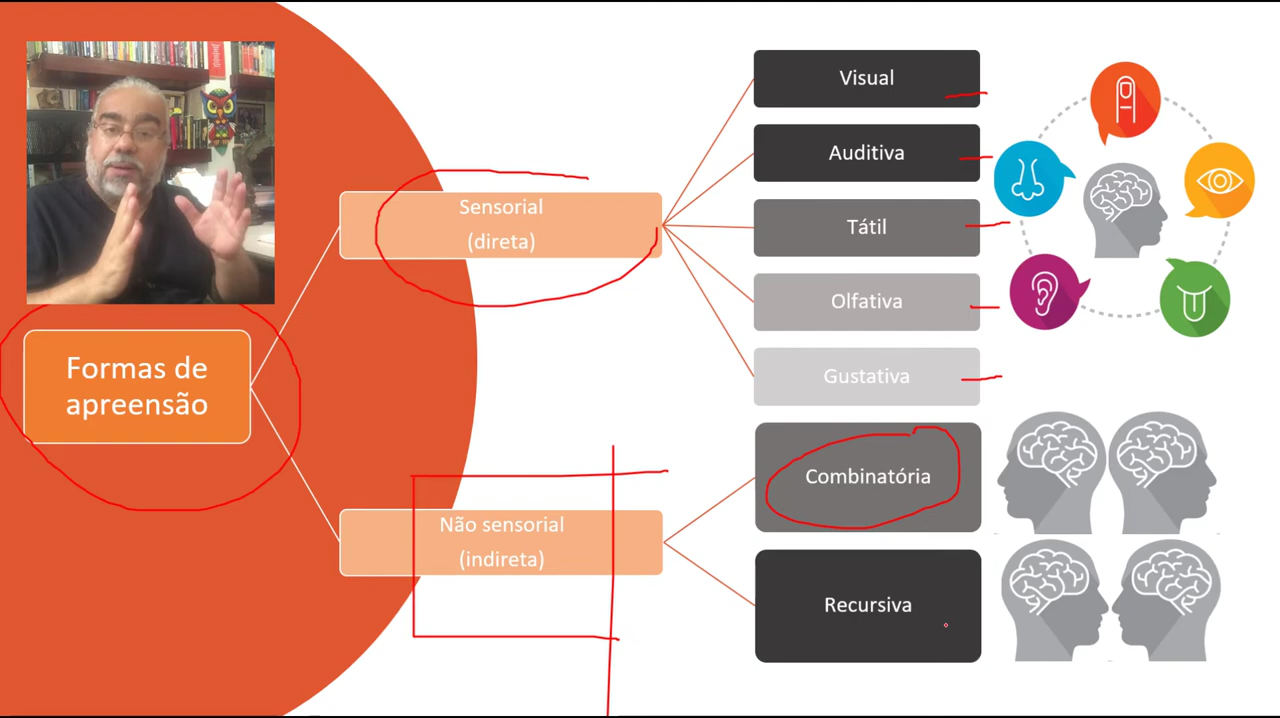 Formas de
apreensão
Sensorial
(direta)
Não sensorial
(indireta)
Visual
Auditiva
Tátil
Olfativa
Gustativa
Combinatória
Recursiva